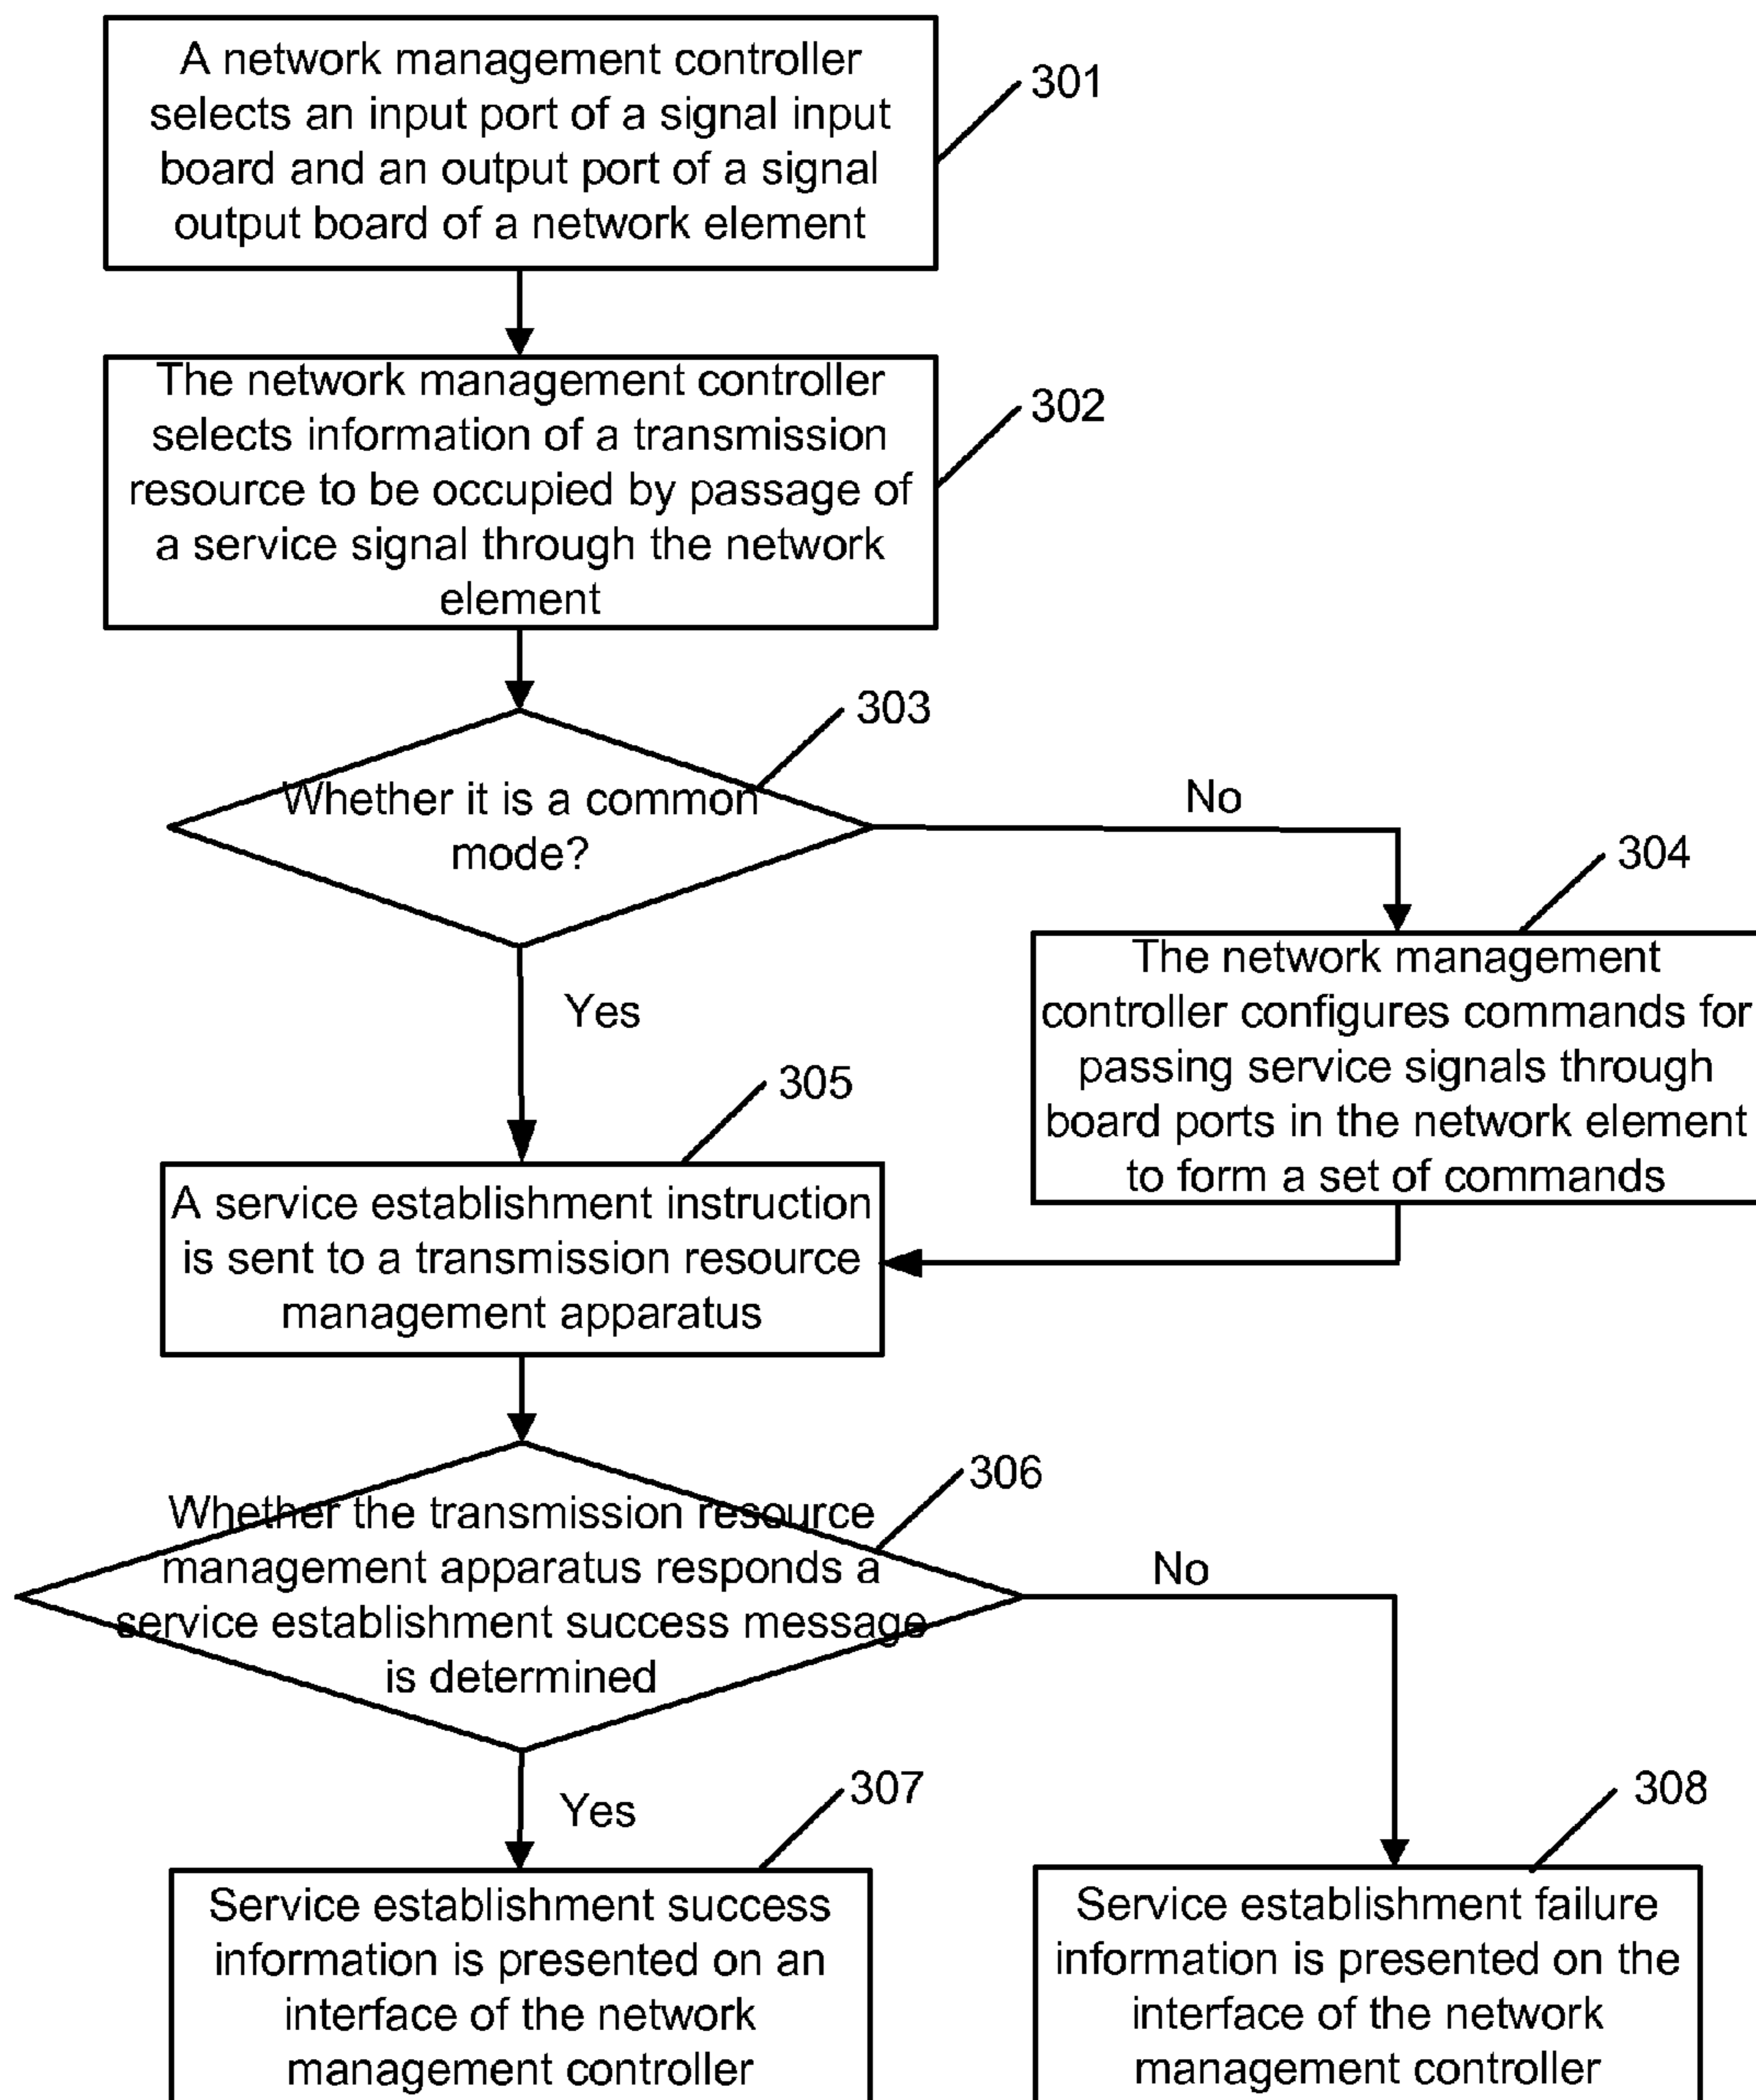 A network management controller
selects an input port of a signal input
board and an output port of a signal
output board of a network element
301
The network management controller
selects information of a transmission
resource to be occupied by passage of
a service signal through the network
element
302
303
Whether it is a common
mode?
No
304
The network management
controller configures commands for
passing service signals through
board ports in the network element
to form a set of commands
Yes
305
A service establishment instruction
is sent to a transmission resource
management apparatus
306
Whether the transmission resource
management apparatus responds a
service establishment success message
is determined
No
Yes
307
Service establishment success
information is presented on an
interface of the network
management controller
308
Service establishment failure
information is presented on the
interface of the network
management controller